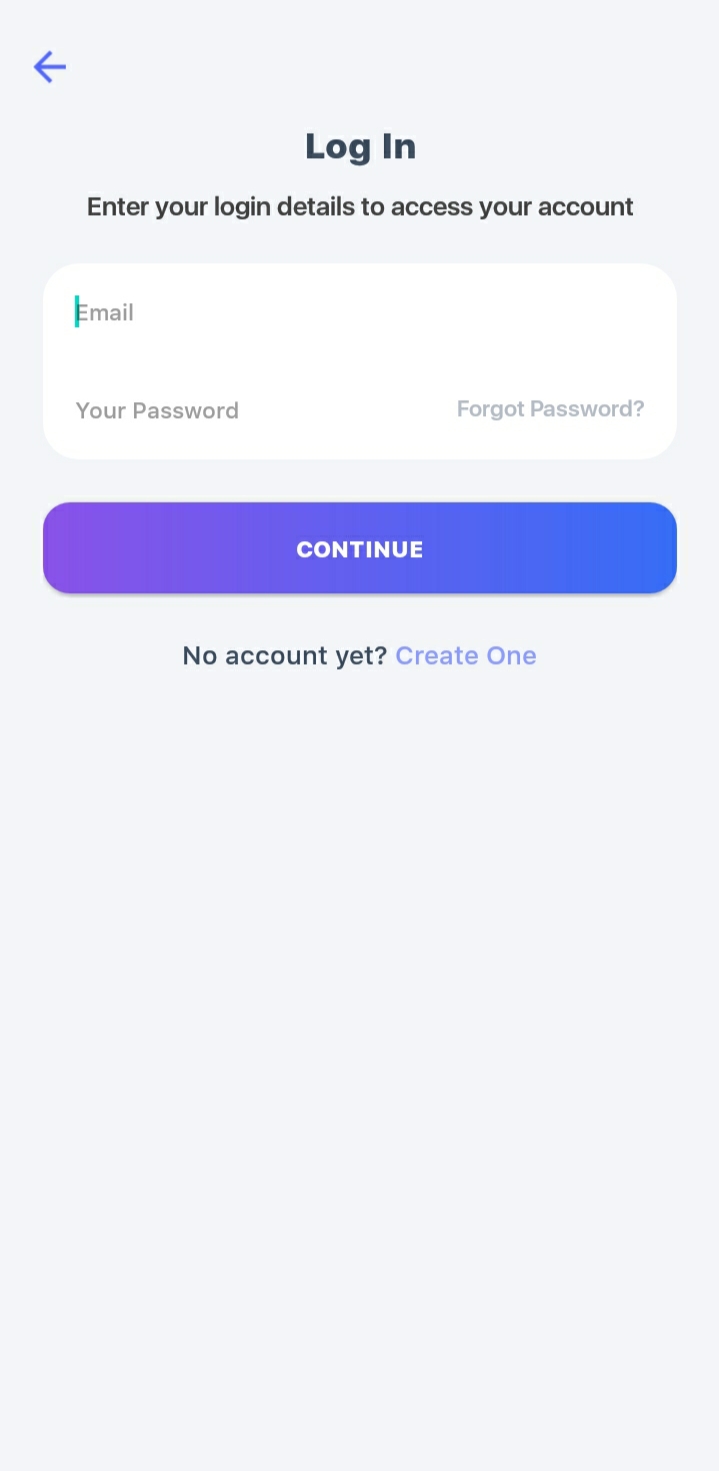 Log In
Enter your login details to access your account
Email
Your Password Forgot Password?
CONTINUE
No account yet? Create One